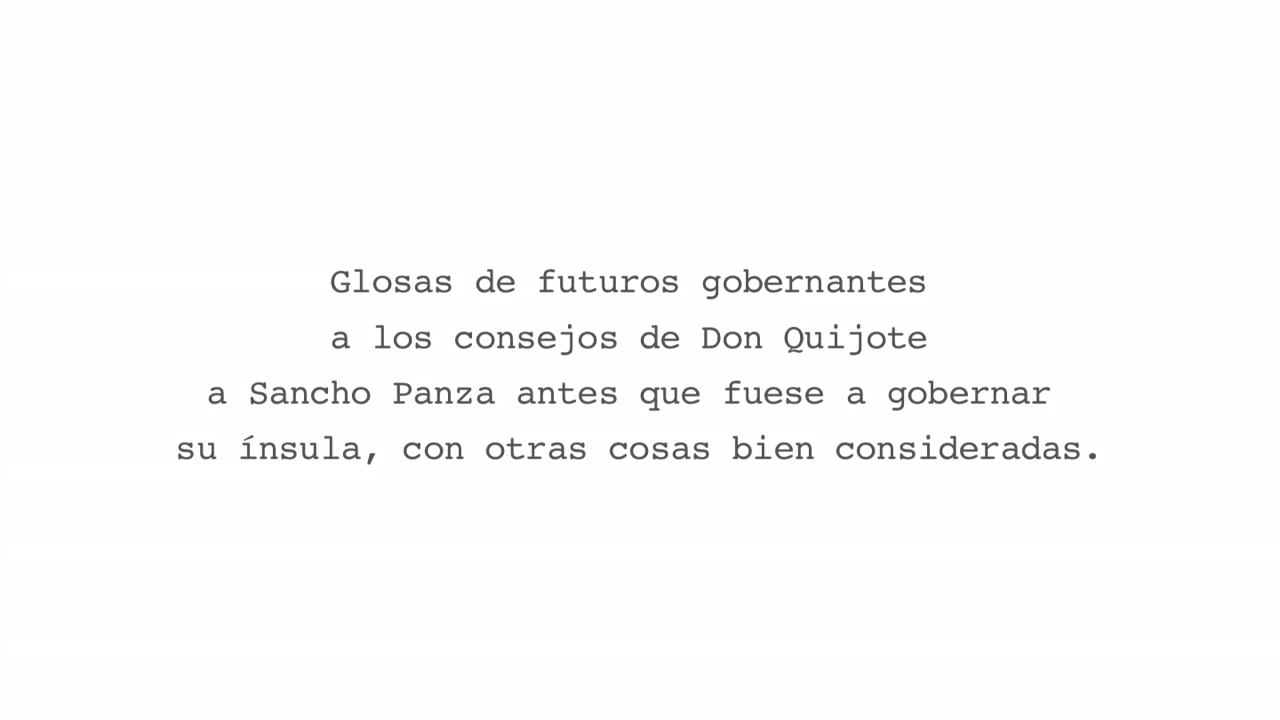 Glosas de futuros gobernantes
a los consejos de Don Quijote
a Sancho Panza antes que fuese a gobernar
su ínsula, con otras cosas bien consideradas.